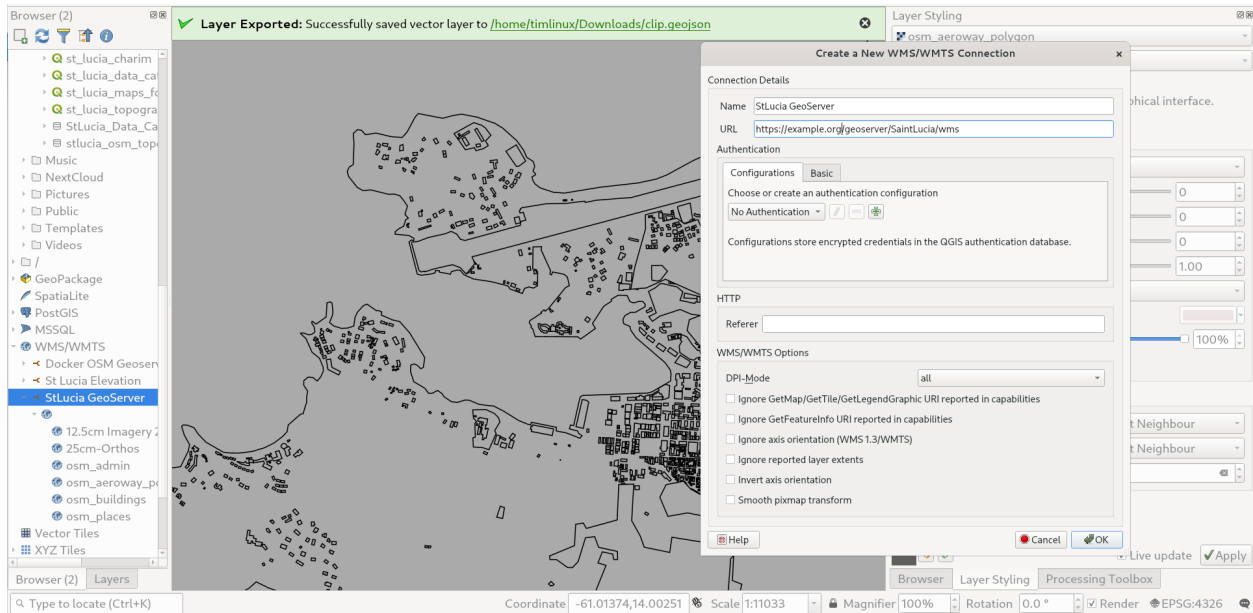 Browser (2)
Layer Exported: Successfully saved vector layer to /home/timlinux/Downloads/clip.geojson
Layer Styling
osm_aeroway_polygon
st_lucia_charim
st_lucia_data_ca
st_lucia_maps_fo
st_lucia_topogra
StLucia_Data_Ca
stlucia_osm_topo
Music
NextCloud
Pictures
Public
Templates
Videos
/
GeoPackage
SpatiaLite
PostGIS
MSSQL
WMS/WMTS
Docker OSM Geoserv
St Lucia Elevation
StLucia GeoServer
12.5cm Imagery 2
25cm-Orthos
osm_admin
osm_aeroway_po
osm_buildings
osm_places
Vector Tiles
XYZ Tiles
Browser (2)
Layers
Create a New WMS/WMTS Connection
Connection Details
Name StLucia GeoServer
URL https://example.org/geoserver/SaintLucia/wms
Authentication
Configurations Basic
Choose or create an authentication configuration
No Authentication
Configurations store encrypted credentials in the QGIS authentication database.
HTTP
Referer
WMS/WMTS Options
DPI-Mode all
Ignore GetMap/GetTile/GetLegendGraphic URI reported in capabilities
Ignore GetFeatureInfo URI reported in capabilities
Ignore axis orientation (WMS 1.3/WMTS)
Ignore reported layer extents
Invert axis orientation
Smooth pixmap transform
Help Cancel OK
phical interface.
0
0
0
1.00
100%
t Neighbour
t Neighbour
Live update Apply
Browser Layer Styling Processing Toolbox
Type to locate (Ctrl+K) Coordinate -61.01374,14.00251 Scale 1:11033 Magnifier 100% Rotation 0.0 ° Render EPSG:4326